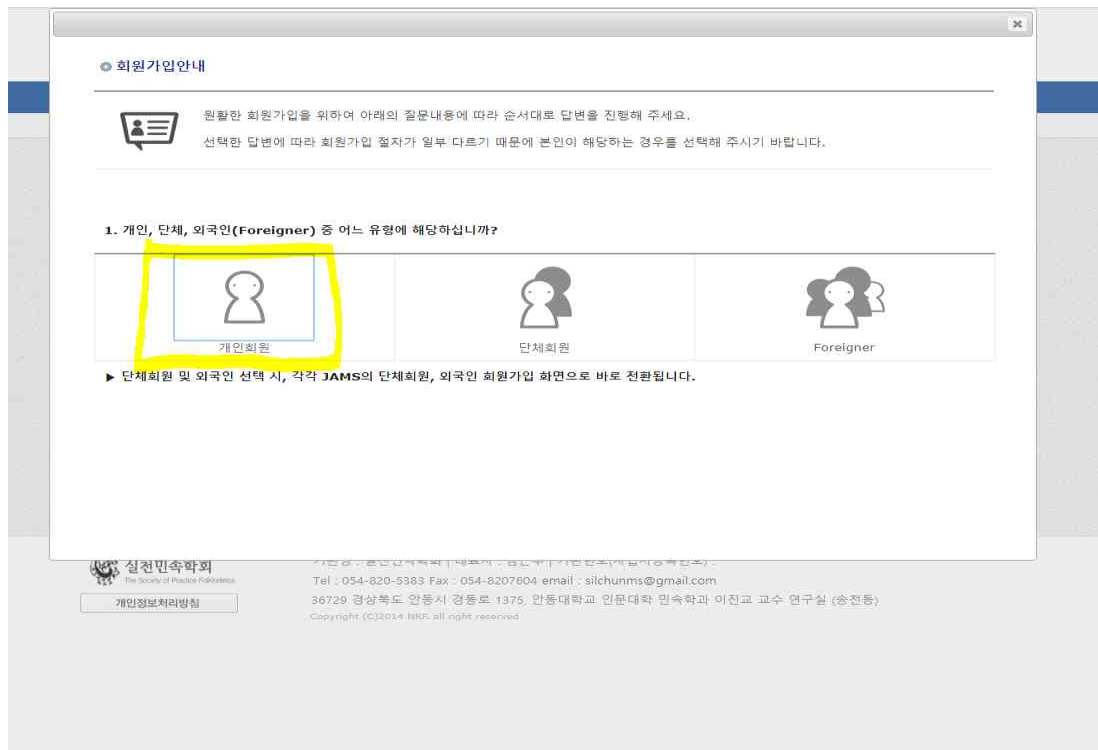 회원가입안내
원활한 회원가입을 위하여 아래의 질문내용에 따라 순서대로 답변을 진행해 주세요.
선택한 답변에 따라 회원가입 절차가 일부 다르기 때문에 본인이 해당하는 경우를 선택해 주시기 바랍니다.
1. 개인, 단체, 외국인(Foreigner) 중 어느 유형에 해당하십니까?
개인회원 단체회원 Foreigner
▶ 단체회원 및 외국인 선택 시, 각각 JAMS의 단체회원, 외국인 회원가입 화면으로 바로 전환됩니다.
실천민속학회
The Society of Practice Folkloristics
Tel : 054-820-5383 Fax : 054-8207604 email : silchunms@gmail.com
개인정보처리방침
36729 경상북도 안동시 경동로 1375, 안동대학교 인문대학 민속학과 이진교 교수 연구실 (송천동)
Copyright (C)2014 NRF. all right reserved